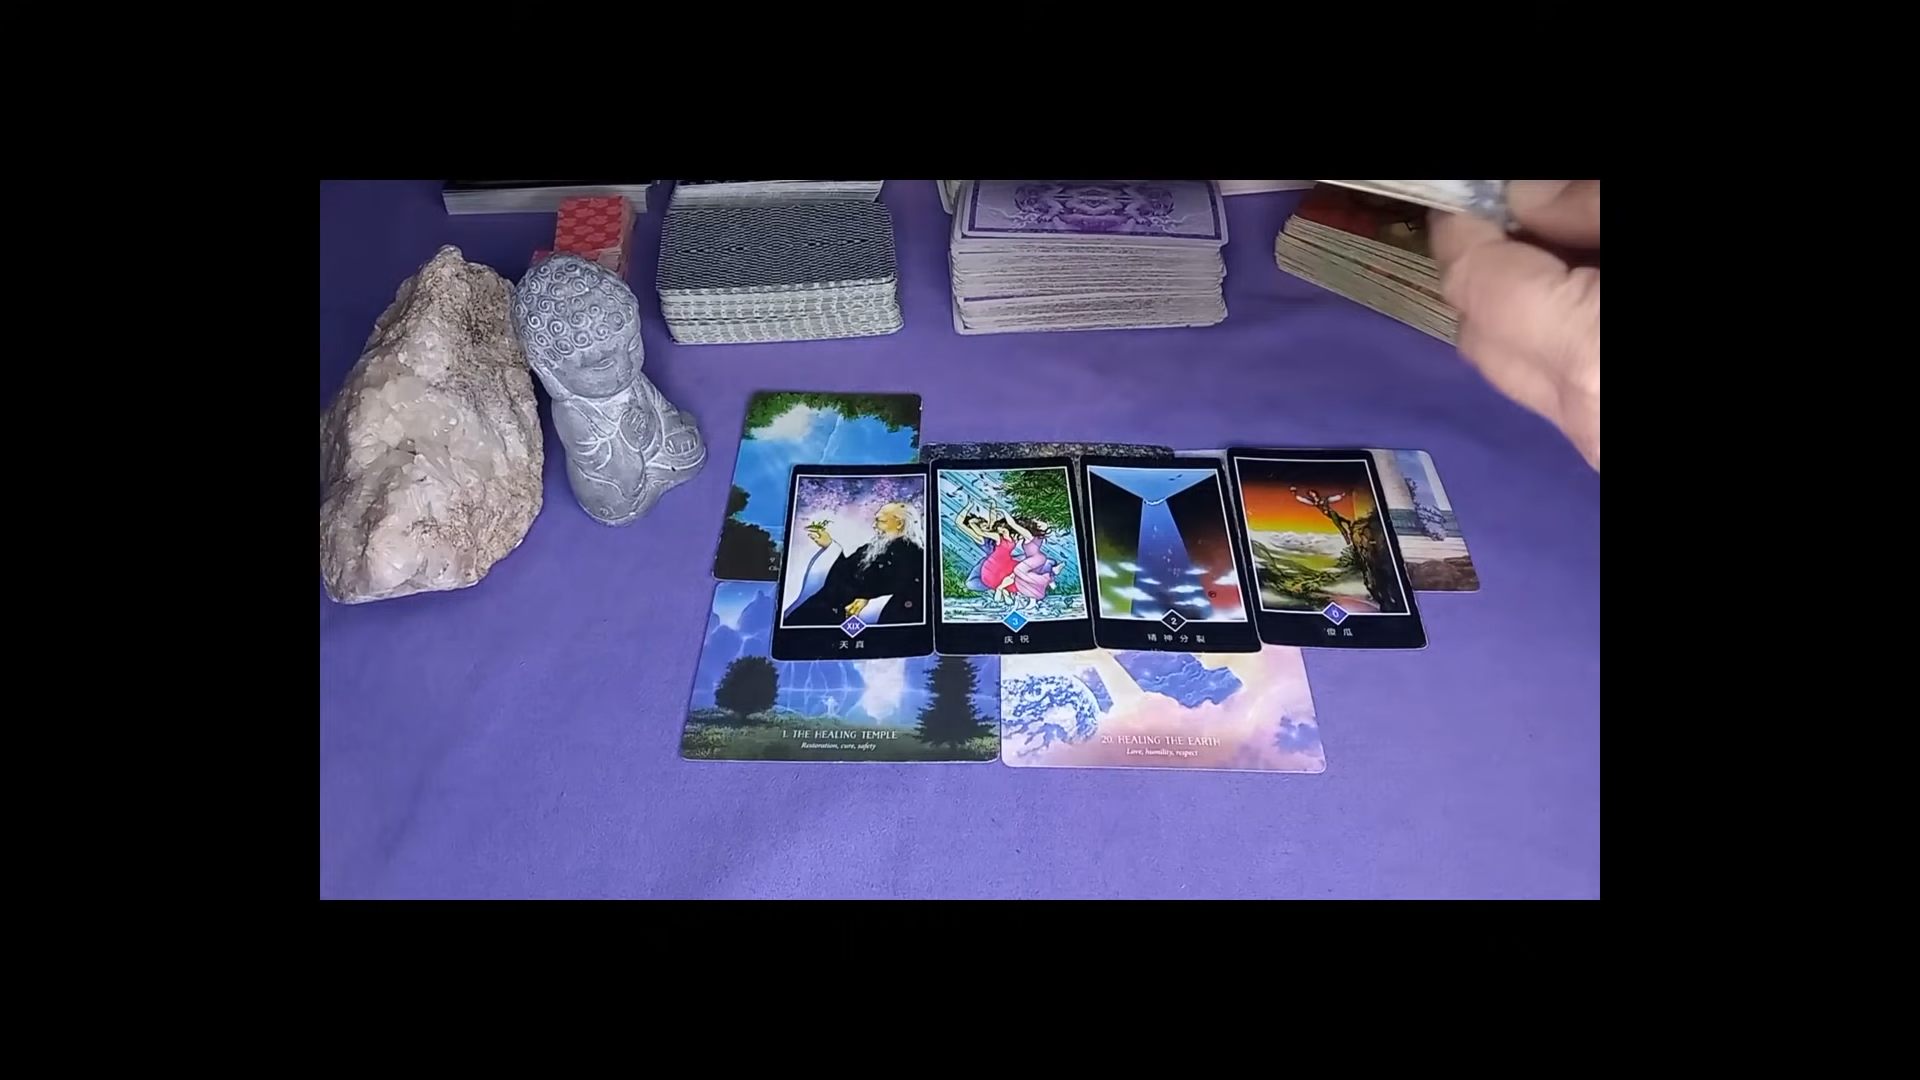 XIX
天真
3
庆祝
2
精神分裂
0
傻瓜
1. THE HEALING TEMPLE
Restoration, cure, safety
20. HEALING THE EARTH
Love, humility, respect